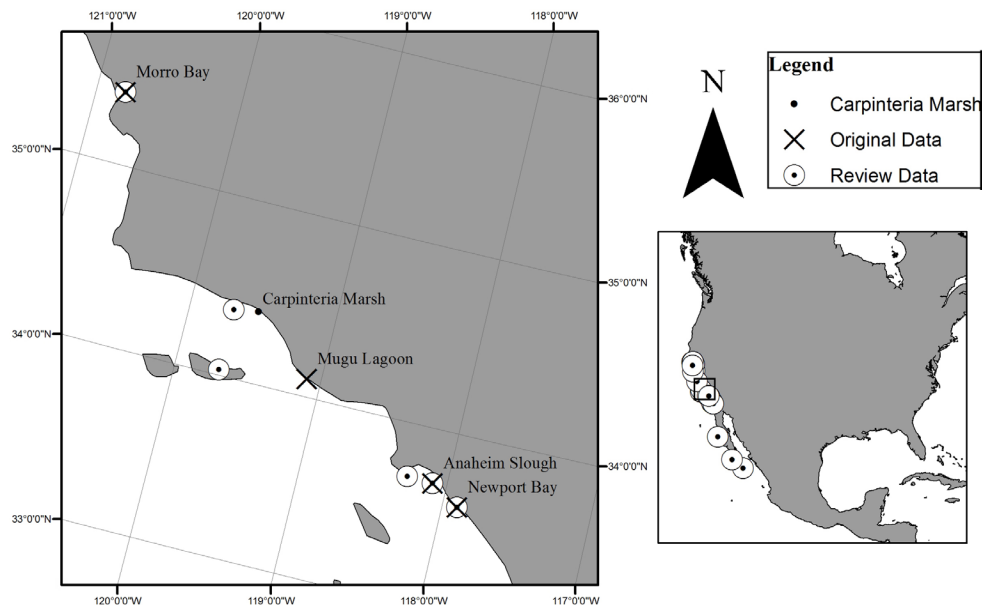 121°0'0"W
120°0'0"W
119°0'0"W
118°0'0"W
Morro Bay
36°0'0"N
35°0'0"N
35°0'0"N
Carpinteria Marsh
34°0'0"N
Mugu Lagoon
Anaheim Slough
34°0'0"N
Newport Bay
33°0'0"N
120°0'0"W
119°0'0"W
118°0'0"W
117°0'0"W
N
Legend
Carpinteria Marsh
Original Data
Review Data